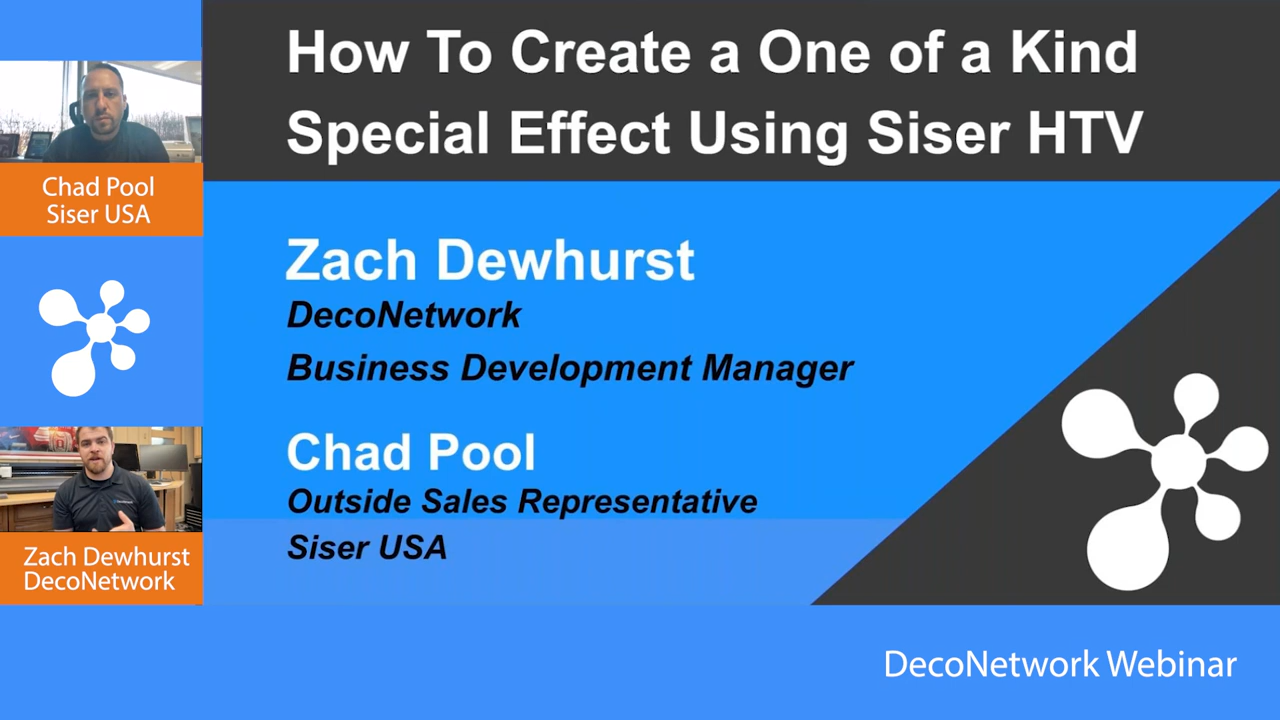 How To Create a One of a Kind
Special Effect Using Siser HTV
Chad Pool
Siser USA
Zach Dewhurst
DecoNetwork
Business Development Manager
Chad Pool
Outside Sales Representative
Siser USA
Zach Dewhurst
DecoNetwork
DecoNetwork Webinar